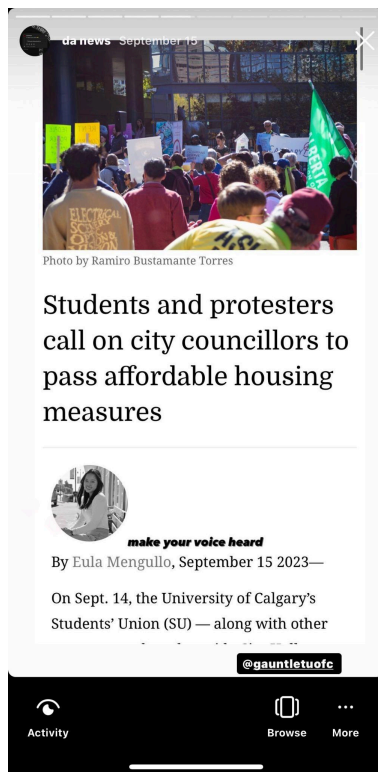 da news September 15
ELECTRICAL
BERTA
Photo by Ramiro Bustamante Torres
Students and protesters
call on city councillors to
pass affordable housing
measures
make your voice heard
By Eula Mengullo, September 15 2023—
On Sept. 14, the University of Calgary’s
Students’ Union (SU) — along with other
@gauntletuofc
Activity
Browse
More